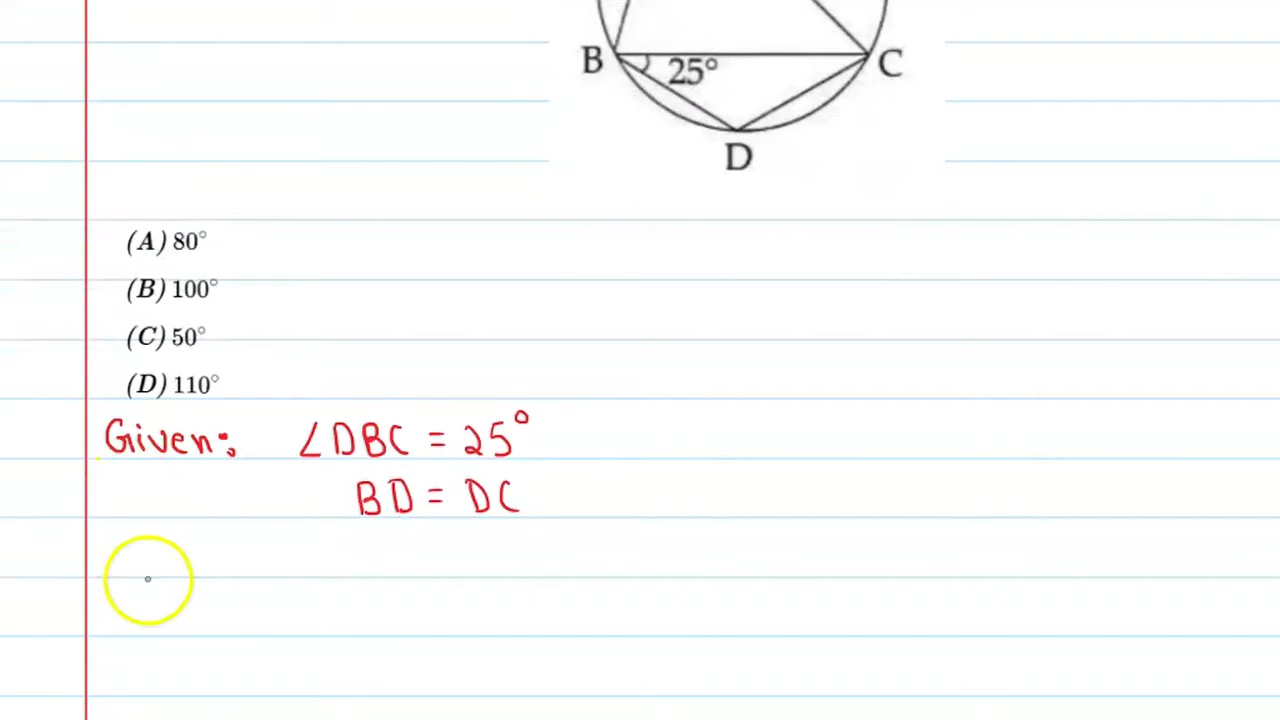 B 25° C
D
(A) 80°
(B) 100°
(C) 50°
(D) 110°
Given: ∠DBC = 25°
BD = DC